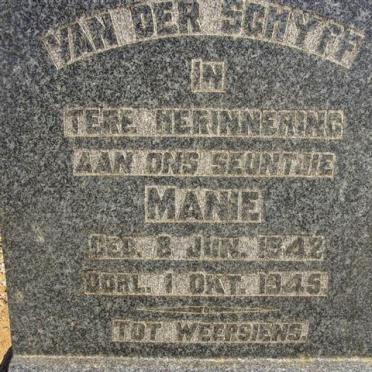 VAN DER SCHYFF
IN
TERE HERINNERING
AAN ONS SEUNTJIE
MANIE
GEB. 8 JUN. 1942
OORL. 1 OKT. 1945.
TOT WEERSIENS.